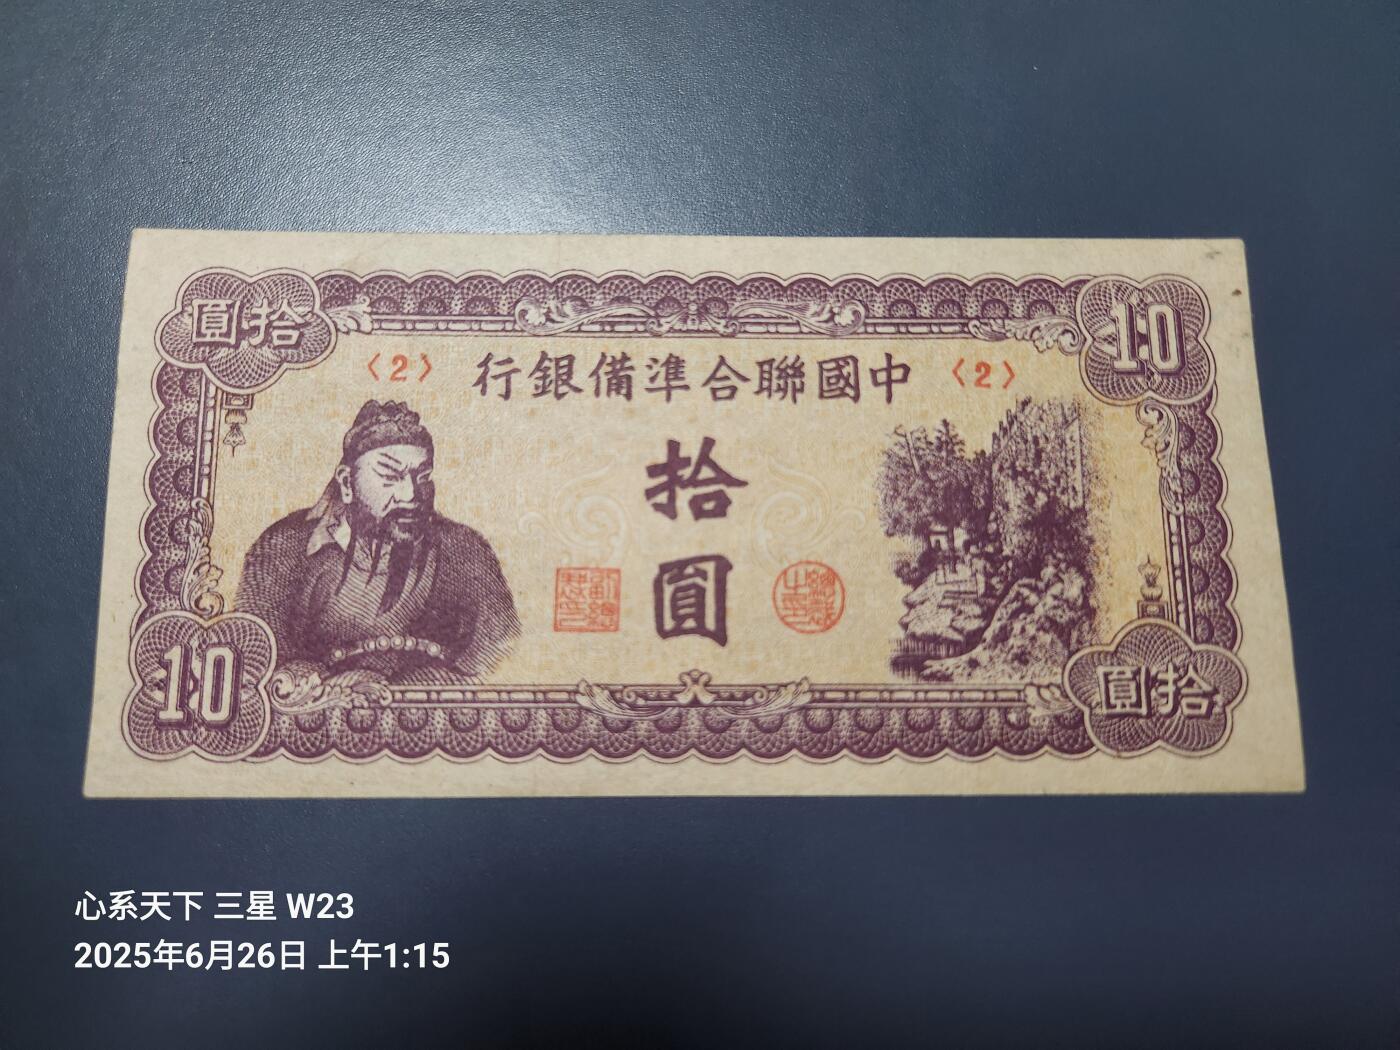 圓拾
10
〈2〉 行銀備準合聯國中 〈2〉
拾
圓
10
圓拾
心系天下 三星 W23
2025年6月26日 上午1:15